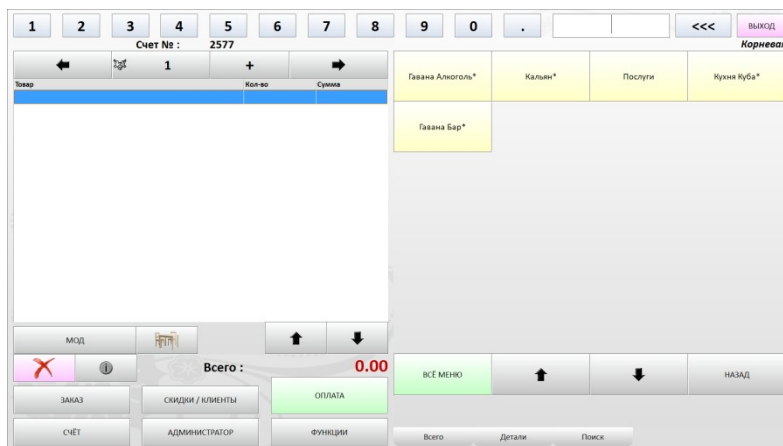 1 2 3 4 5 6 7 8 9 0 . <<< ВЫХОД
Счет № : 2577 Корневая
1 +
Товар Кол-во Сумма
Гавана Алкоголь* Кальян* Послуги Кухня Куба*
Гавана Бар*
МОД
Всего : 0.00
ВСЁ МЕНЮ НАЗАД
ЗАКАЗ СКИДКИ / КЛИЕНТЫ ОПЛАТА
СЧЁТ АДМИНИСТРАТОР ФУНКЦИИ
Всего Детали Поиск